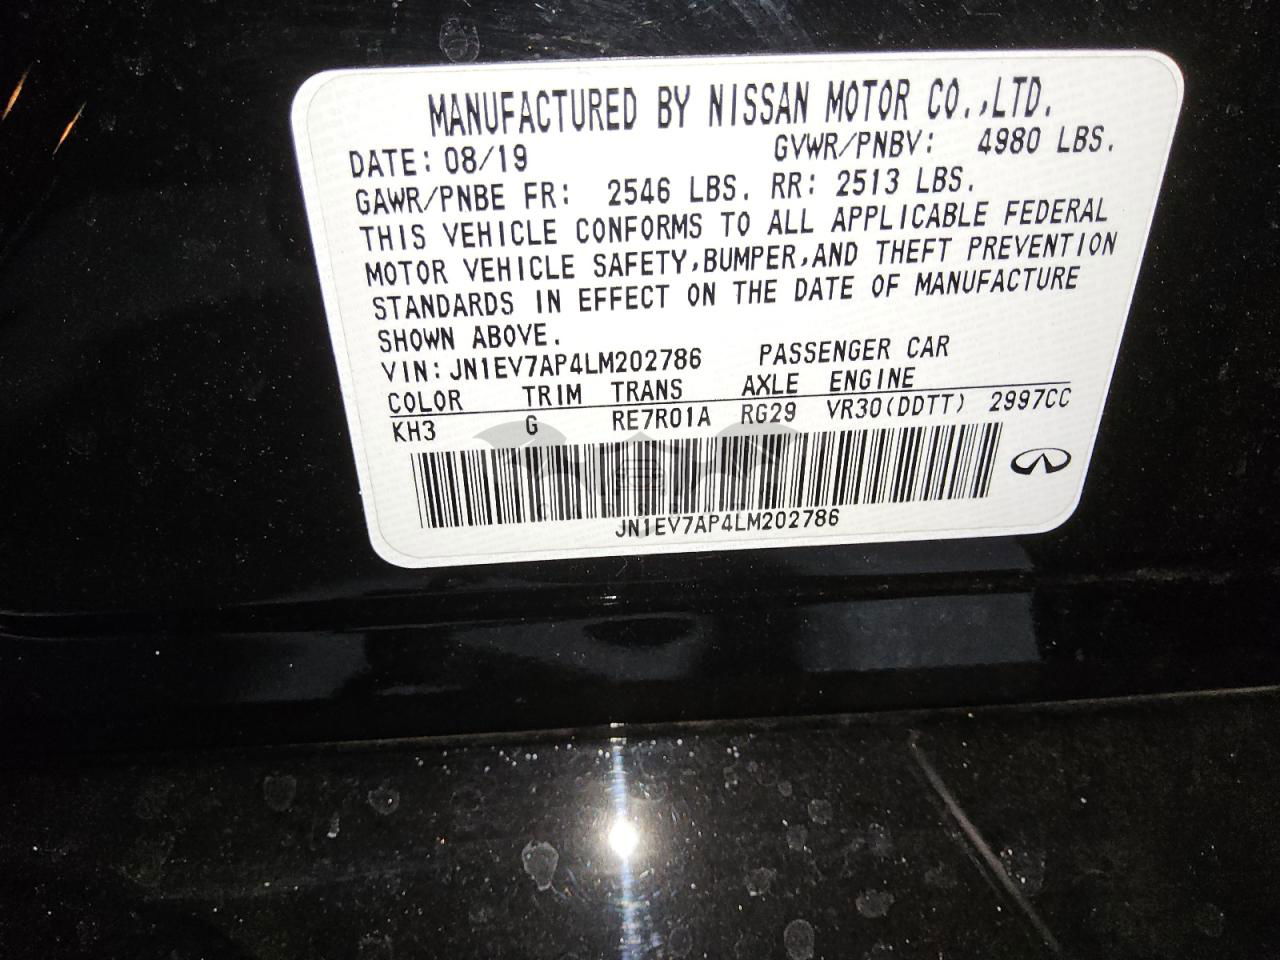 MANUFACTURED BY NISSAN MOTOR CO.,LTD.
DATE: 08/19 GVWR/PNBV: 4980 LBS.
GAWR/PNBE FR: 2546 LBS. RR: 2513 LBS.
THIS VEHICLE CONFORMS TO ALL APPLICABLE FEDERAL
MOTOR VEHICLE SAFETY,BUMPER,AND THEFT PREVENTION
STANDARDS IN EFFECT ON THE DATE OF MANUFACTURE
SHOWN ABOVE.
VIN: JN1EV7AP4LM202786 PASSENGER CAR
COLOR TRIM TRANS AXLE ENGINE
KH3 G RE7R01A RG29 VR30(DDTT) 2997CC
JN1EV7AP4LM202786